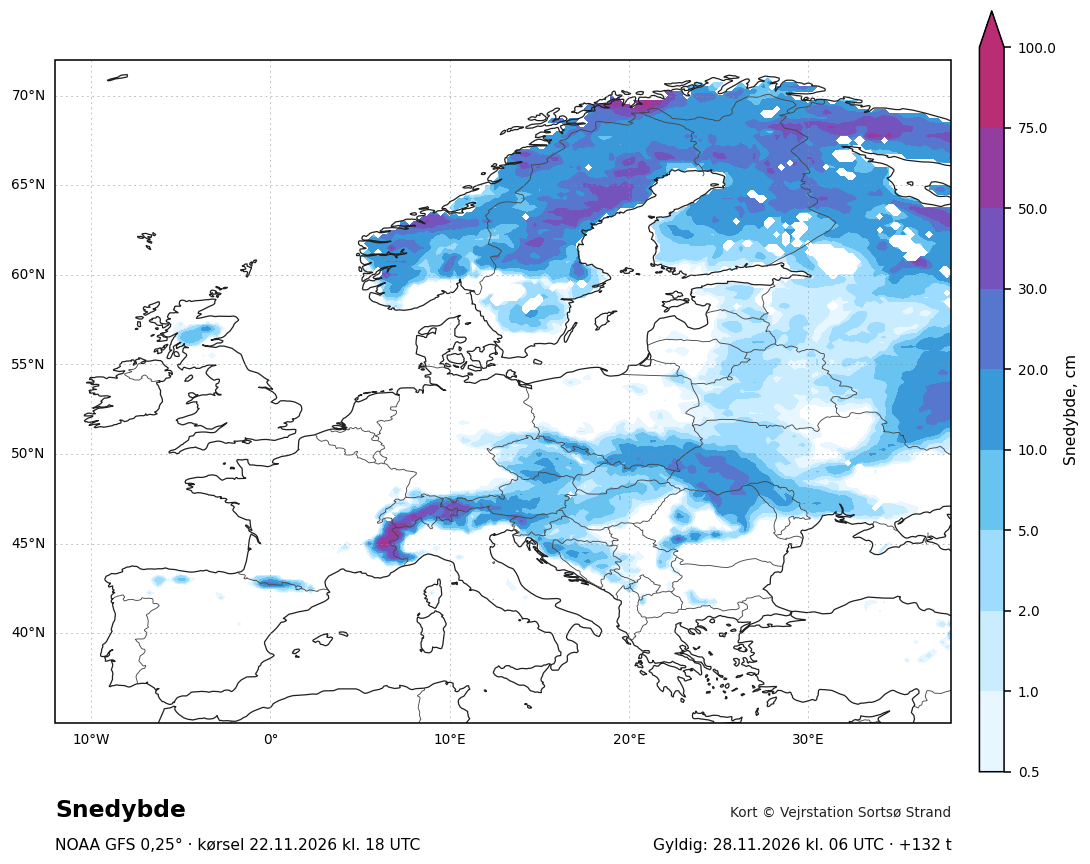 100.0
75.0
50.0
30.0
20.0
10.0
5.0
2.0
1.0
0.5
Snedybde, cm
70°N
65°N
60°N
55°N
50°N
45°N
40°N
10°W
0°
10°E
20°E
30°E
Snedybde
Kort © Vejrstation Sortsø Strand
NOAA GFS 0,25° · kørsel 22.11.2026 kl. 18 UTC
Gyldig: 28.11.2026 kl. 06 UTC · +132 t